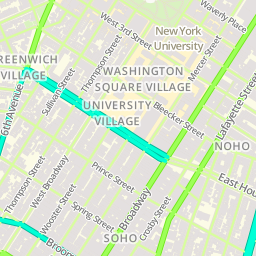 Waverly Place
West 3rd Street
New York
University
GREENWICH
VILLAGE
Thompson Street
Sullivan Street
WASHINGTON
SQUARE VILLAGE
Mercer Street
UNIVERSITY
VILLAGE
Bleecker Street
Lafayette Street
6th Avenue
NOHO
Prince Street
East Hou
West Broadway
Thompson Street
Wooster Street
Spring Street
Broadway
Crosby Street
SOHO
Broom